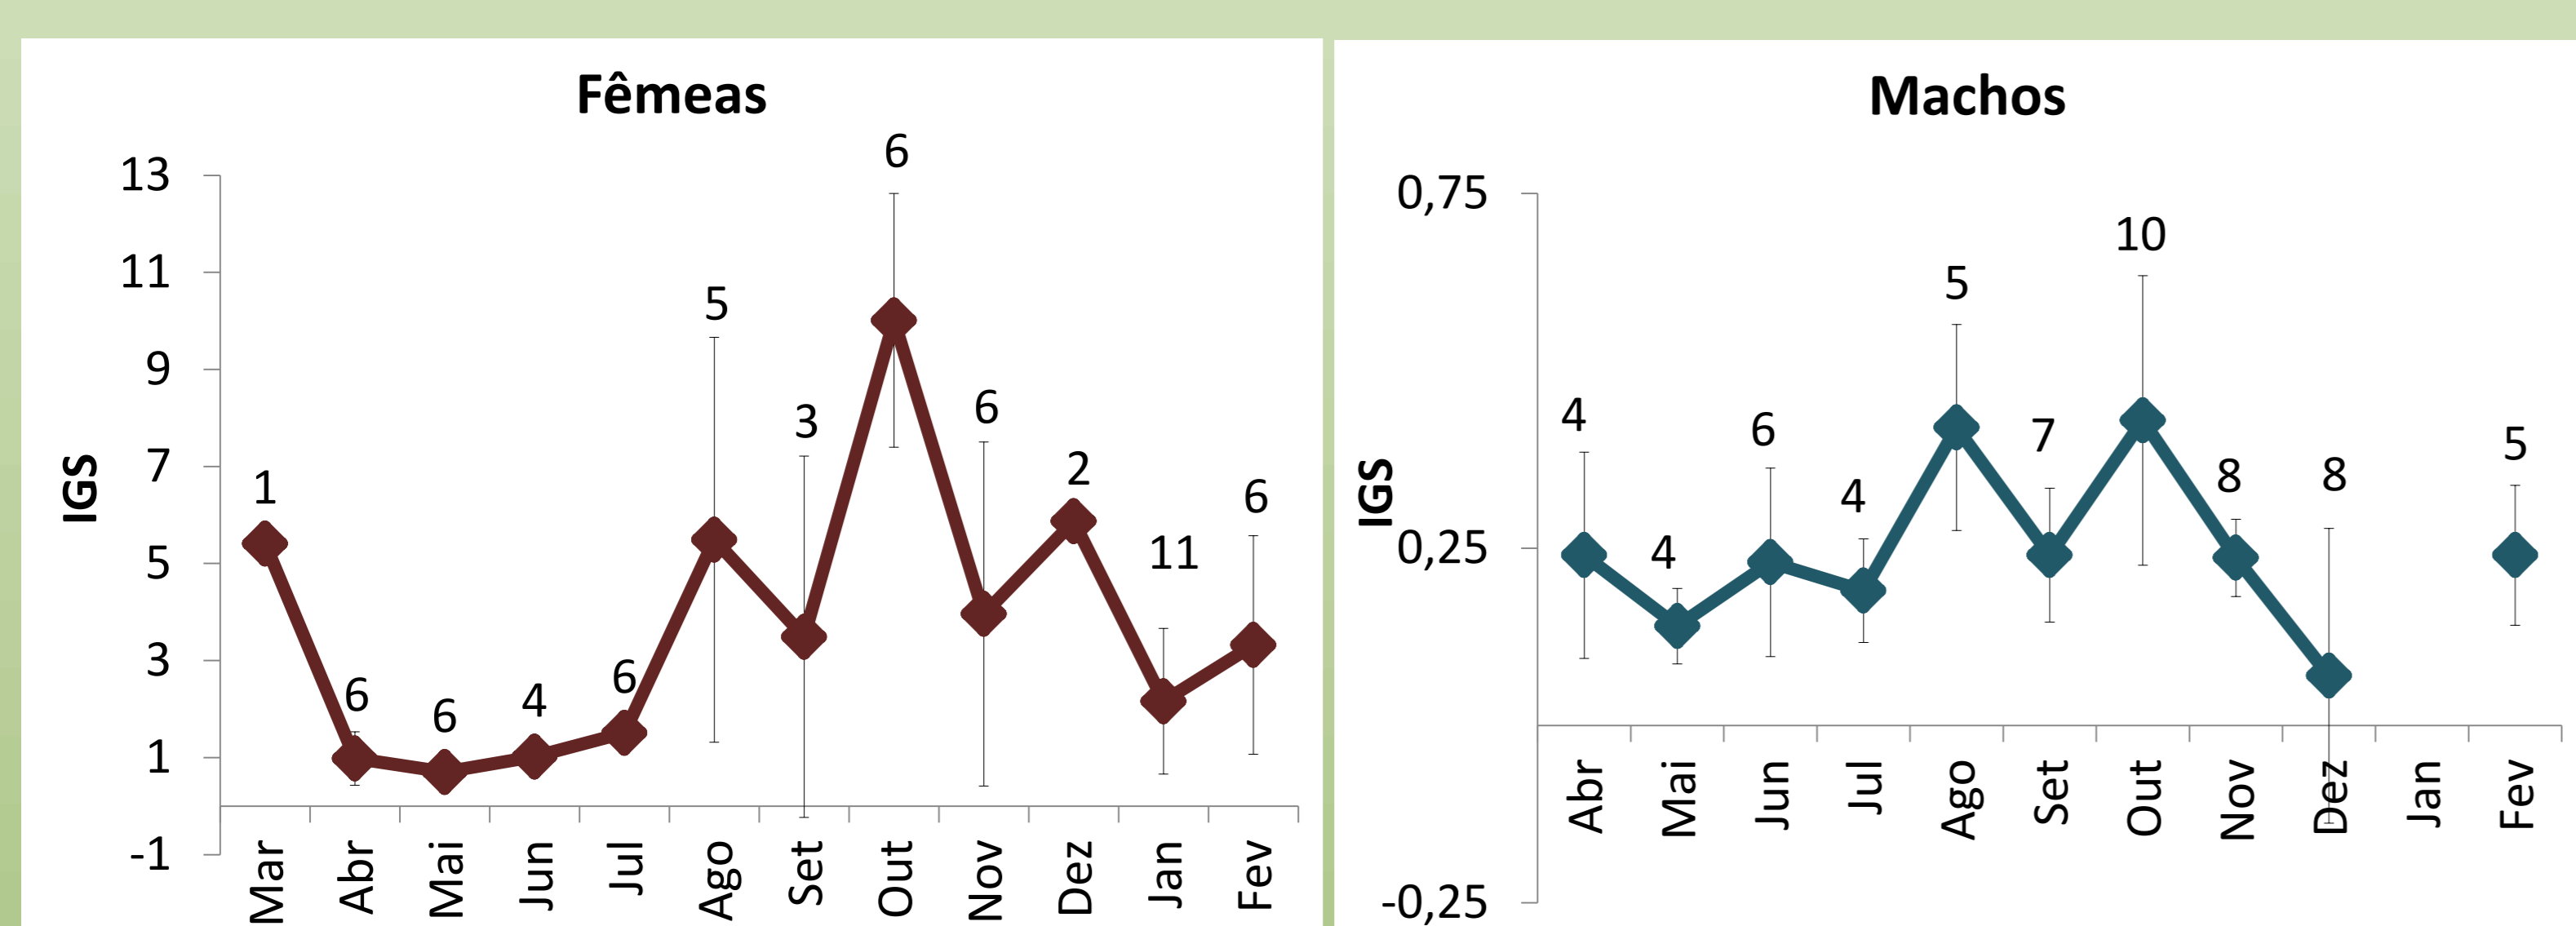 Fêmeas
13
11
9
7
5
3
1
-1
IGS
1
6
6
4
6
5
3
6
6
2
11
6
Mar
Abr
Mai
Jun
Jul
Ago
Set
Out
Nov
Dez
Jan
Fev
Machos
0,75
0,25
-0,25
IGS
4
4
6
4
5
7
10
8
8
5
Abr
Mai
Jun
Jul
Ago
Set
Out
Nov
Dez
Jan
Fev